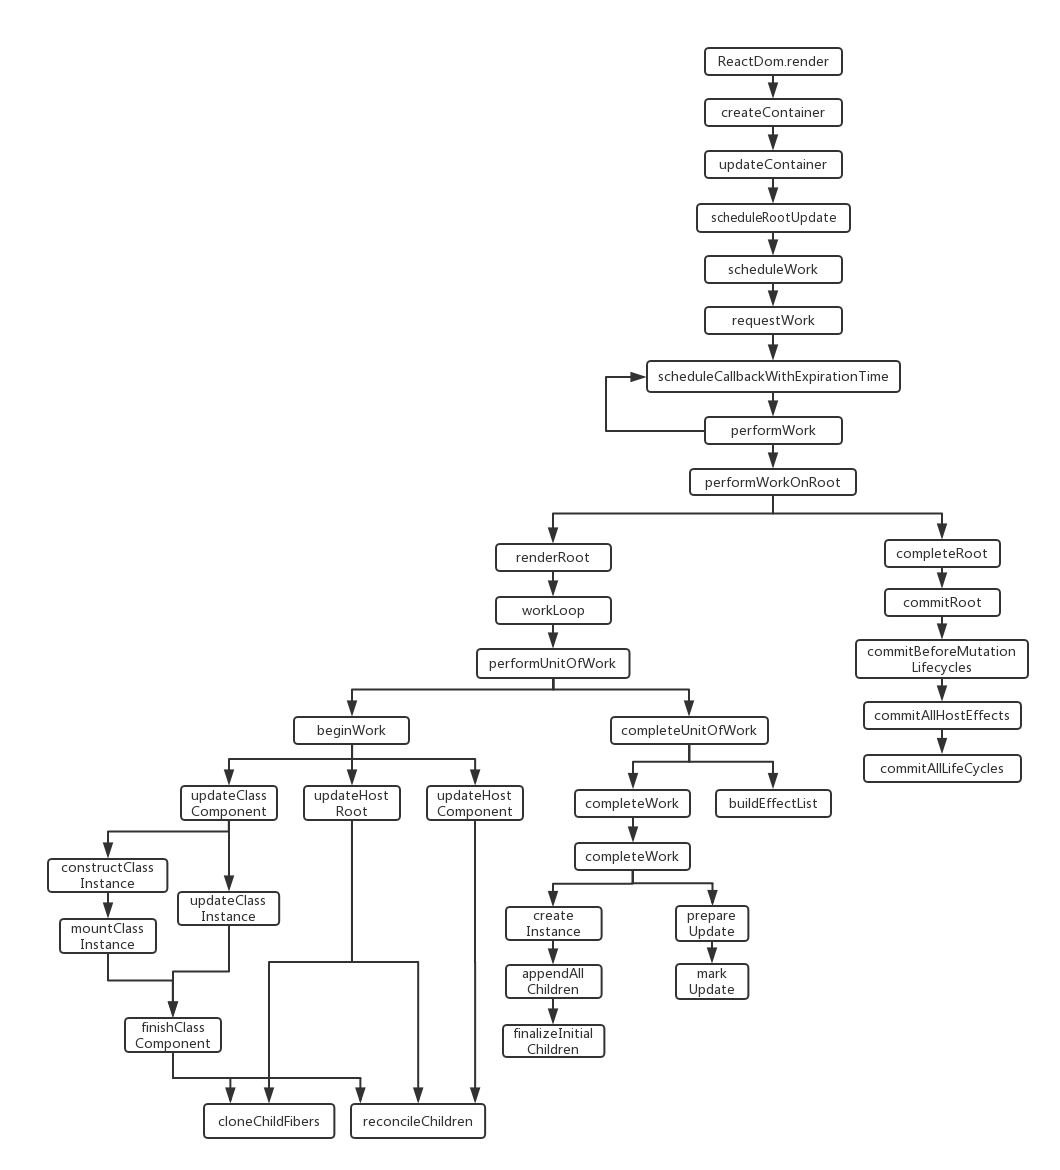 ReactDom.render
createContainer
updateContainer
scheduleRootUpdate
scheduleWork
requestWork
scheduleCallbackWithExpirationTime
performWork
performWorkOnRoot
renderRoot
completeRoot
workLoop
commitRoot
performUnitOfWork
commitBeforeMutation
Lifecycles
beginWork
completeUnitOfWork
commitAllHostEffects
commitAllLifeCycles
updateClass
Component
updateHost
Root
updateHost
Component
completeWork
buildEffectList
completeWork
constructClass
Instance
updateClass
Instance
mountClass
Instance
create
Instance
prepare
Update
appendAll
Children
mark
Update
finishClass
Component
finalizeInitial
Children
cloneChildFibers
reconcileChildren